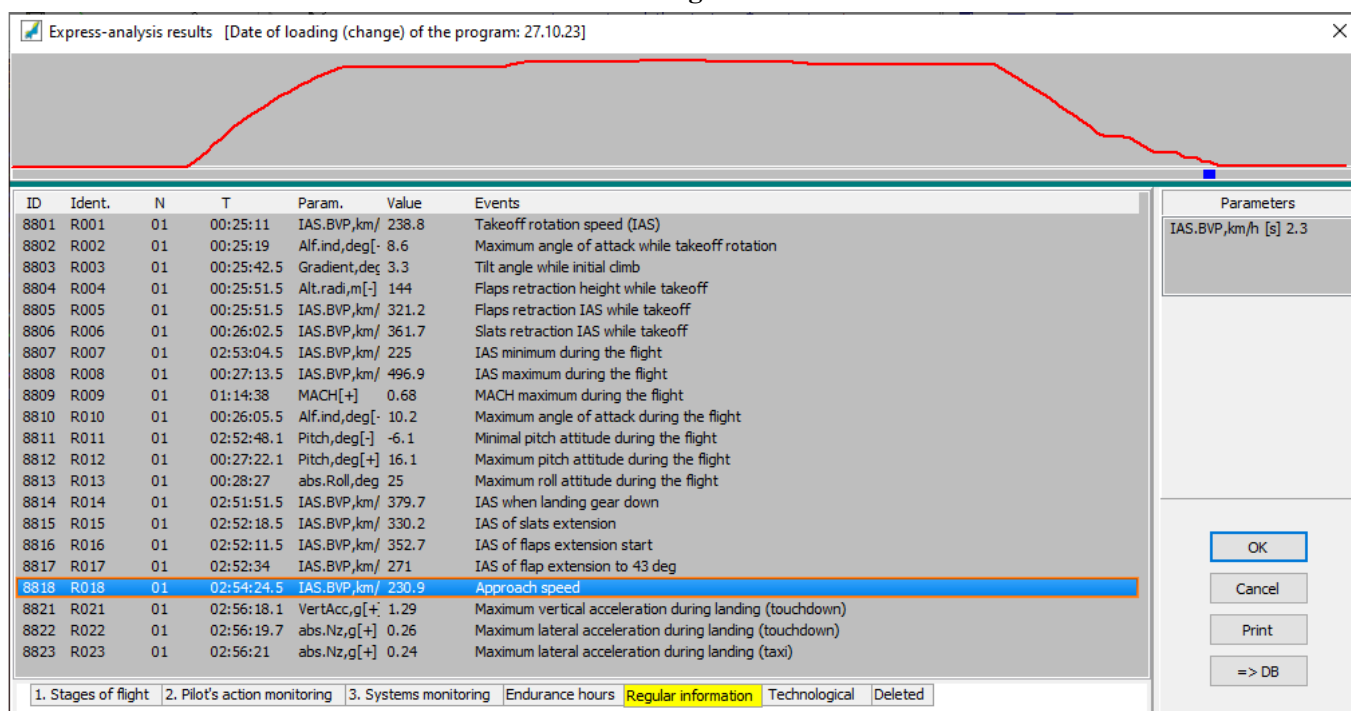 Express-analysis results [Date of loading (change) of the program: 27.10.23]
ID Ident. N T Param. Value Events
8801 R001 01 00:25:11 IAS.BVP,km/ 238.8 Takeoff rotation speed (IAS)
8802 R002 01 00:25:19 Alf.ind,deg[- 8.6 Maximum angle of attack while takeoff rotation
8803 R003 01 00:25:42.5 Gradient,deg 3.3 Tilt angle while initial climb
8804 R004 01 00:25:51.5 Alt.radi,m[-] 144 Flaps retraction height while takeoff
8805 R005 01 00:25:51.5 IAS.BVP,km/ 321.2 Flaps retraction IAS while takeoff
8806 R006 01 00:26:02.5 IAS.BVP,km/ 361.7 Slats retraction IAS while takeoff
8807 R007 01 02:53:04.5 IAS.BVP,km/ 225 IAS minimum during the flight
8808 R008 01 00:27:13.5 IAS.BVP,km/ 496.9 IAS maximum during the flight
8809 R009 01 01:14:38 MACH[+] 0.68 MACH maximum during the flight
8810 R010 01 00:26:05.5 Alf.ind,deg[- 10.2 Maximum angle of attack during the flight
8811 R011 01 02:52:48.1 Pitch,deg[-] -6.1 Minimal pitch attitude during the flight
8812 R012 01 00:27:22.1 Pitch,deg[+] 16.1 Maximum pitch attitude during the flight
8813 R013 01 00:28:27 abs.Roll,deg 25 Maximum roll attitude during the flight
8814 R014 01 02:51:51.5 IAS.BVP,km/ 379.7 IAS when landing gear down
8815 R015 01 02:52:18.5 IAS.BVP,km/ 330.2 IAS of slats extension
8816 R016 01 02:52:11.5 IAS.BVP,km/ 352.7 IAS of flaps extension start
8817 R017 01 02:52:34 IAS.BVP,km/ 271 IAS of flap extension to 43 deg
8818 R018 01 02:54:24.5 IAS.BVP,km/ 230.9 Approach speed
8821 R021 01 02:56:18.1 VertAcc,g[+] 1.29 Maximum vertical acceleration during landing (touchdown)
8822 R022 01 02:56:19.7 abs.Nz,g[+] 0.26 Maximum lateral acceleration during landing (touchdown)
8823 R023 01 02:56:21 abs.Nz,g[+] 0.24 Maximum lateral acceleration during landing (taxi)
Parameters
IAS.BVP,km/h [s] 2.3
OK
Cancel
Print
=> DB
1. Stages of flight 2. Pilot's action monitoring 3. Systems monitoring Endurance hours Regular information Technological Deleted